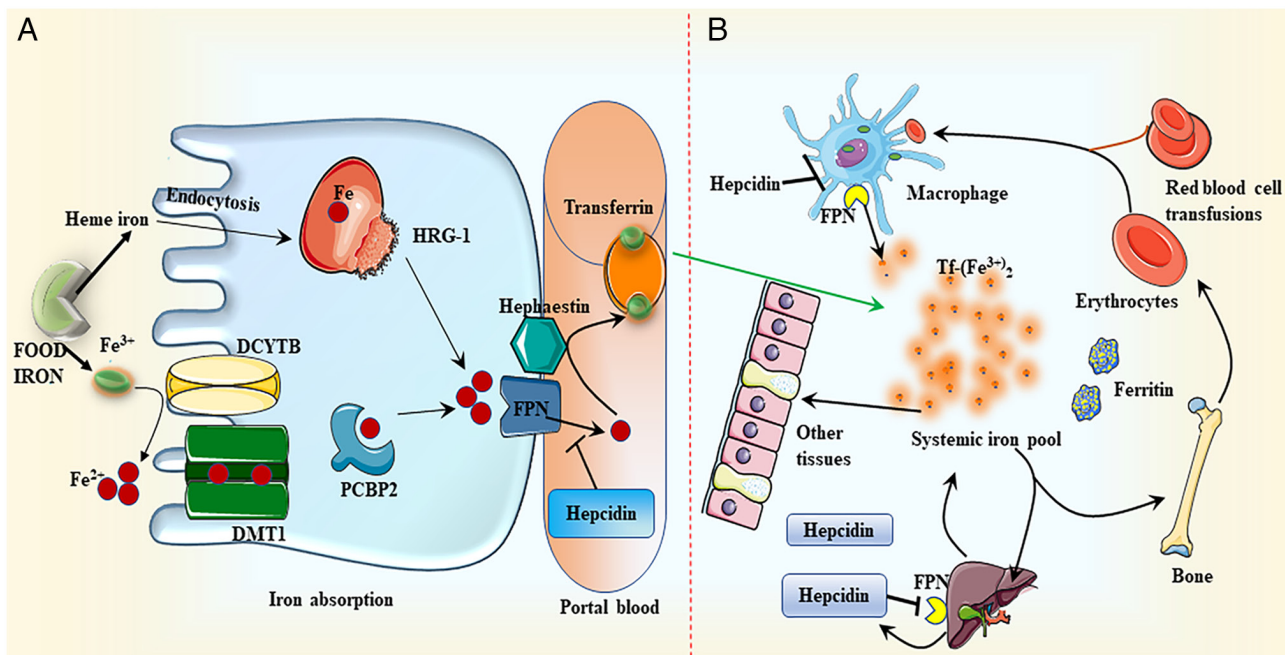 A
Endocytosis
Heme iron
Fe
HRG-1
Transferrin
Hephaestin
FOOD
IRON
Fe³⁺
DCYTB
FPN
Fe²⁺
PCBP2
DMT1
Hepcidin
Iron absorption
Portal blood
B
Hepcidin
FPN
Macrophage
Red blood cell
transfusions
Tf-(Fe³⁺)₂
Erythrocytes
Ferritin
Other
tissues
Systemic iron pool
Hepcidin
Hepcidin
FPN
Bone